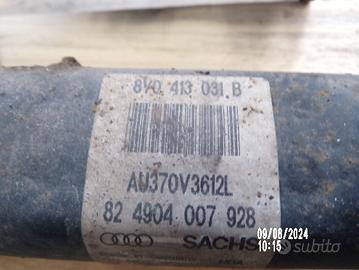 8V0 413 031 B
AU370V3612L
82 4904 007 928
SACHS
09/08/2024
10:15
subito